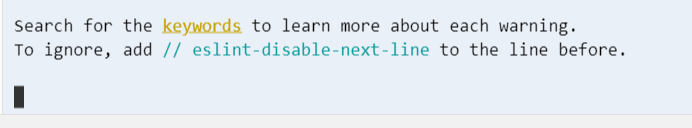 Search for the keywords to learn more about each warning.
To ignore, add // eslint-disable-next-line to the line before.